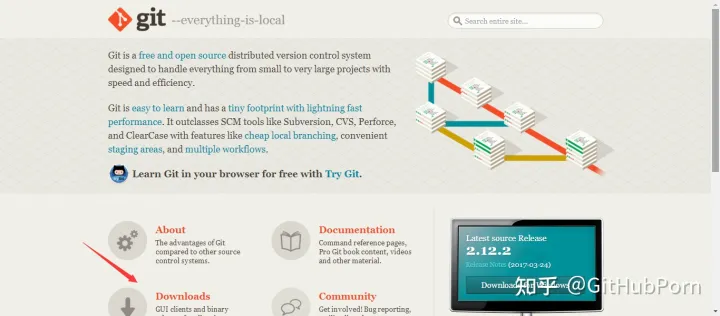 git --everything-is-local
Search entire site...
Git is a free and open source distributed version control system
designed to handle everything from small to very large projects with
speed and efficiency.
Git is easy to learn and has a tiny footprint with lightning fast
performance. It outclasses SCM tools like Subversion, CVS, Perforce,
and ClearCase with features like cheap local branching, convenient
staging areas, and multiple workflows.
Learn Git in your browser for free with Try Git.
About
The advantages of Git
compared to other source
control systems.
Documentation
Command reference pages,
Pro Git book content, videos
and other material.
Downloads
GUI clients and binary
Community
Get involved! Bug reporting,
Latest source Release
2.12.2
Release Notes (2017-03-24)
Downloads for Windows
知乎 @GitHubPorn